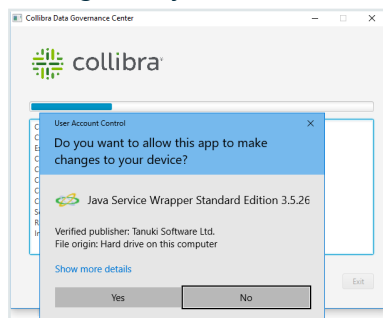 Collibra Data Governance Center
collibra
User Account Control
Do you want to allow this app to make
changes to your device?
Java Service Wrapper Standard Edition 3.5.26
Verified publisher: Tanuki Software Ltd.
File origin: Hard drive on this computer
Show more details
Exit
Yes
No